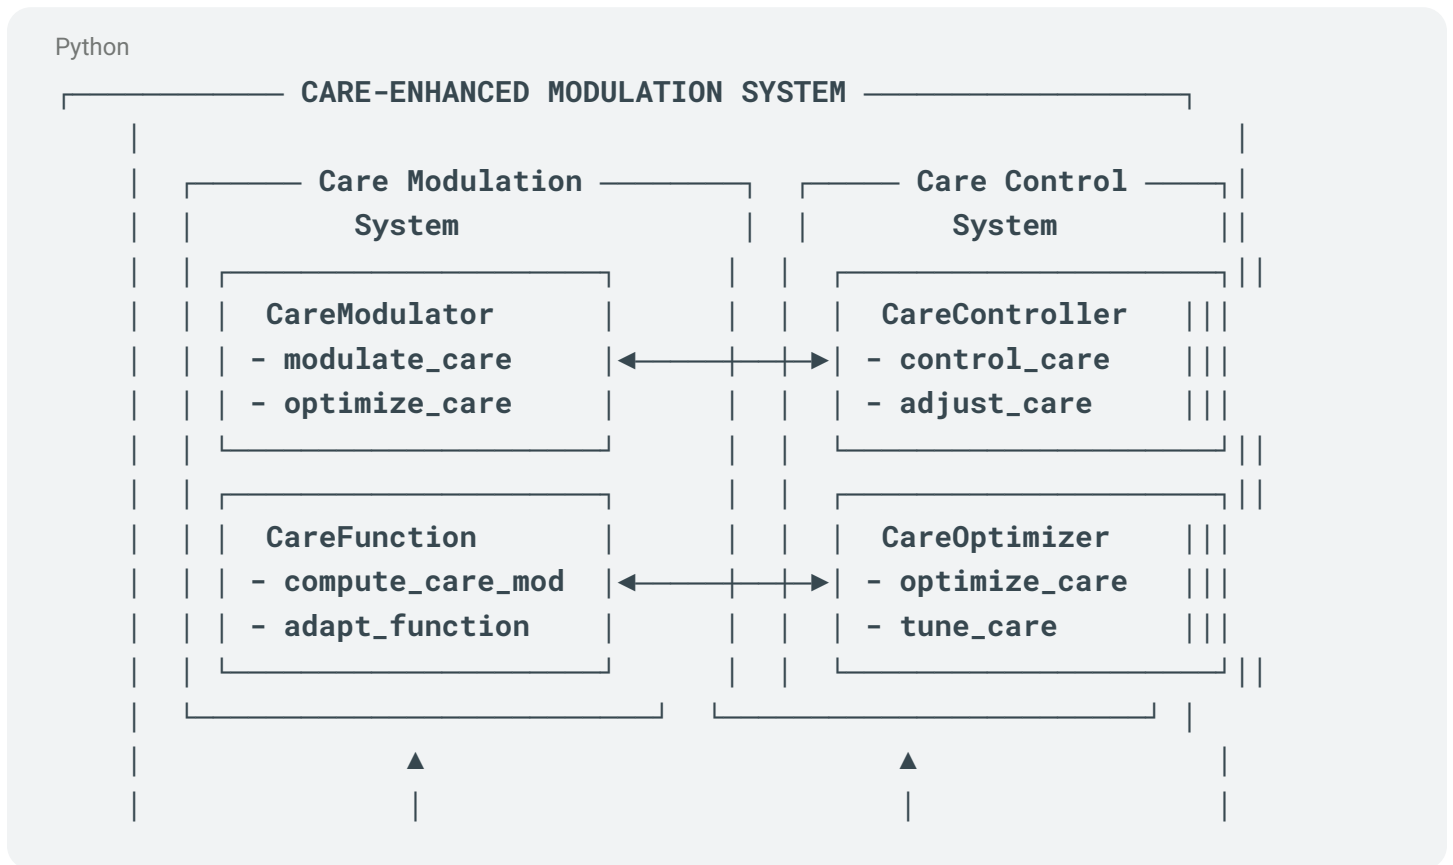 Python
CARE-ENHANCED MODULATION SYSTEM
Care Modulation Care Control
System System
CareModulator CareController
- modulate_care - control_care
- optimize_care - adjust_care
CareFunction CareOptimizer
- compute_care_mod - optimize_care
- adapt_function - tune_care